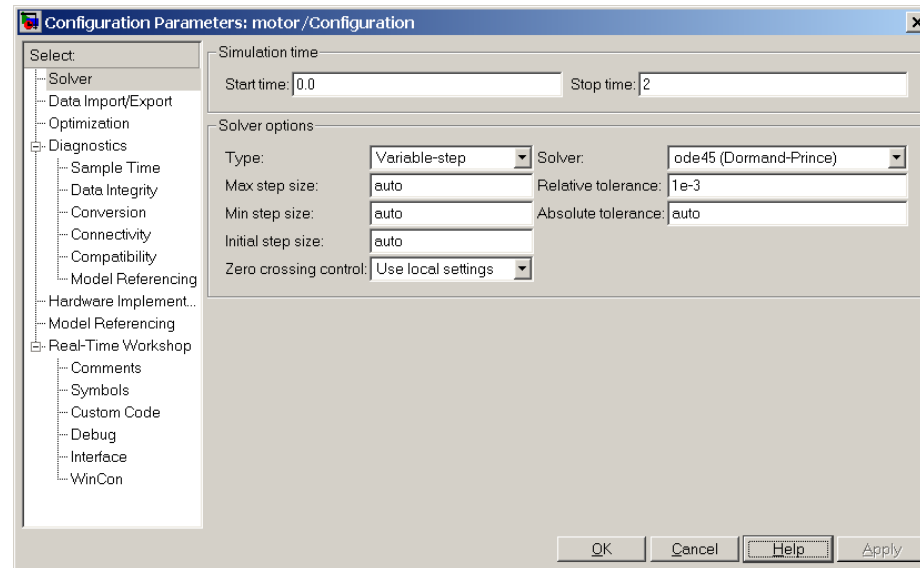 Configuration Parameters: motor/Configuration
Select:
Solver
Data Import/Export
Optimization
Diagnostics
Sample Time
Data Integrity
Conversion
Connectivity
Compatibility
Model Referencing
Hardware Implement...
Model Referencing
Real-Time Workshop
Comments
Symbols
Custom Code
Debug
Interface
WinCon
Simulation time
Start time: 0.0 Stop time: 2
Solver options
Type: Variable-step Solver: ode45 (Dormand-Prince)
Max step size: auto Relative tolerance: 1e-3
Min step size: auto Absolute tolerance: auto
Initial step size: auto
Zero crossing control: Use local settings
OK Cancel Help Apply